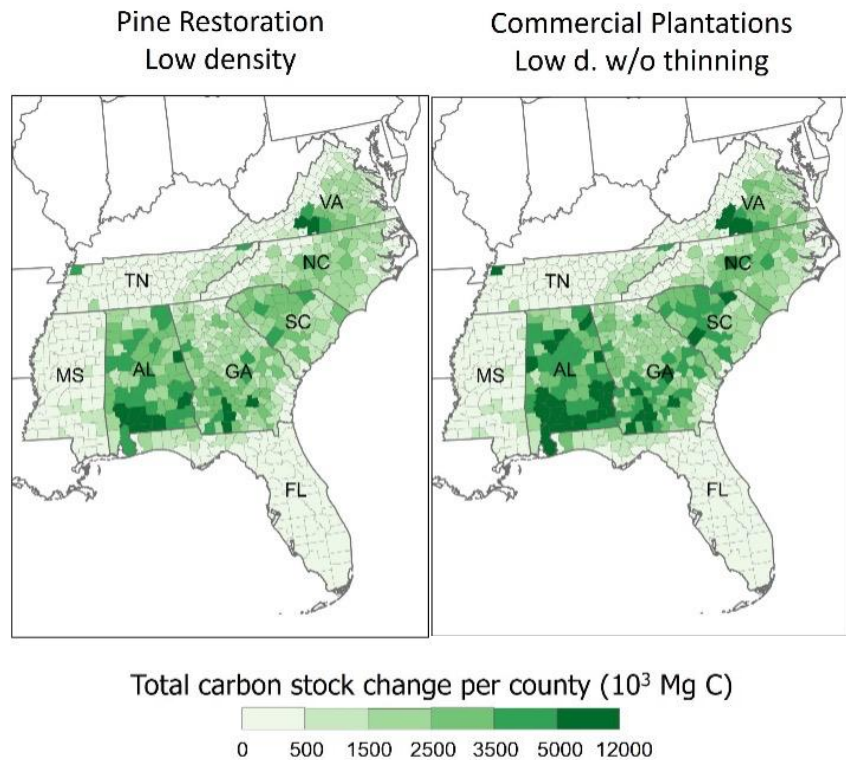 Pine Restoration
Low density
Commercial Plantations
Low d. w/o thinning
VA
TN
NC
SC
MS
AL
GA
FL
VA
TN
NC
SC
MS
AL
GA
FL
Total carbon stock change per county (10³ Mg C)
0 500 1500 2500 3500 5000 12000